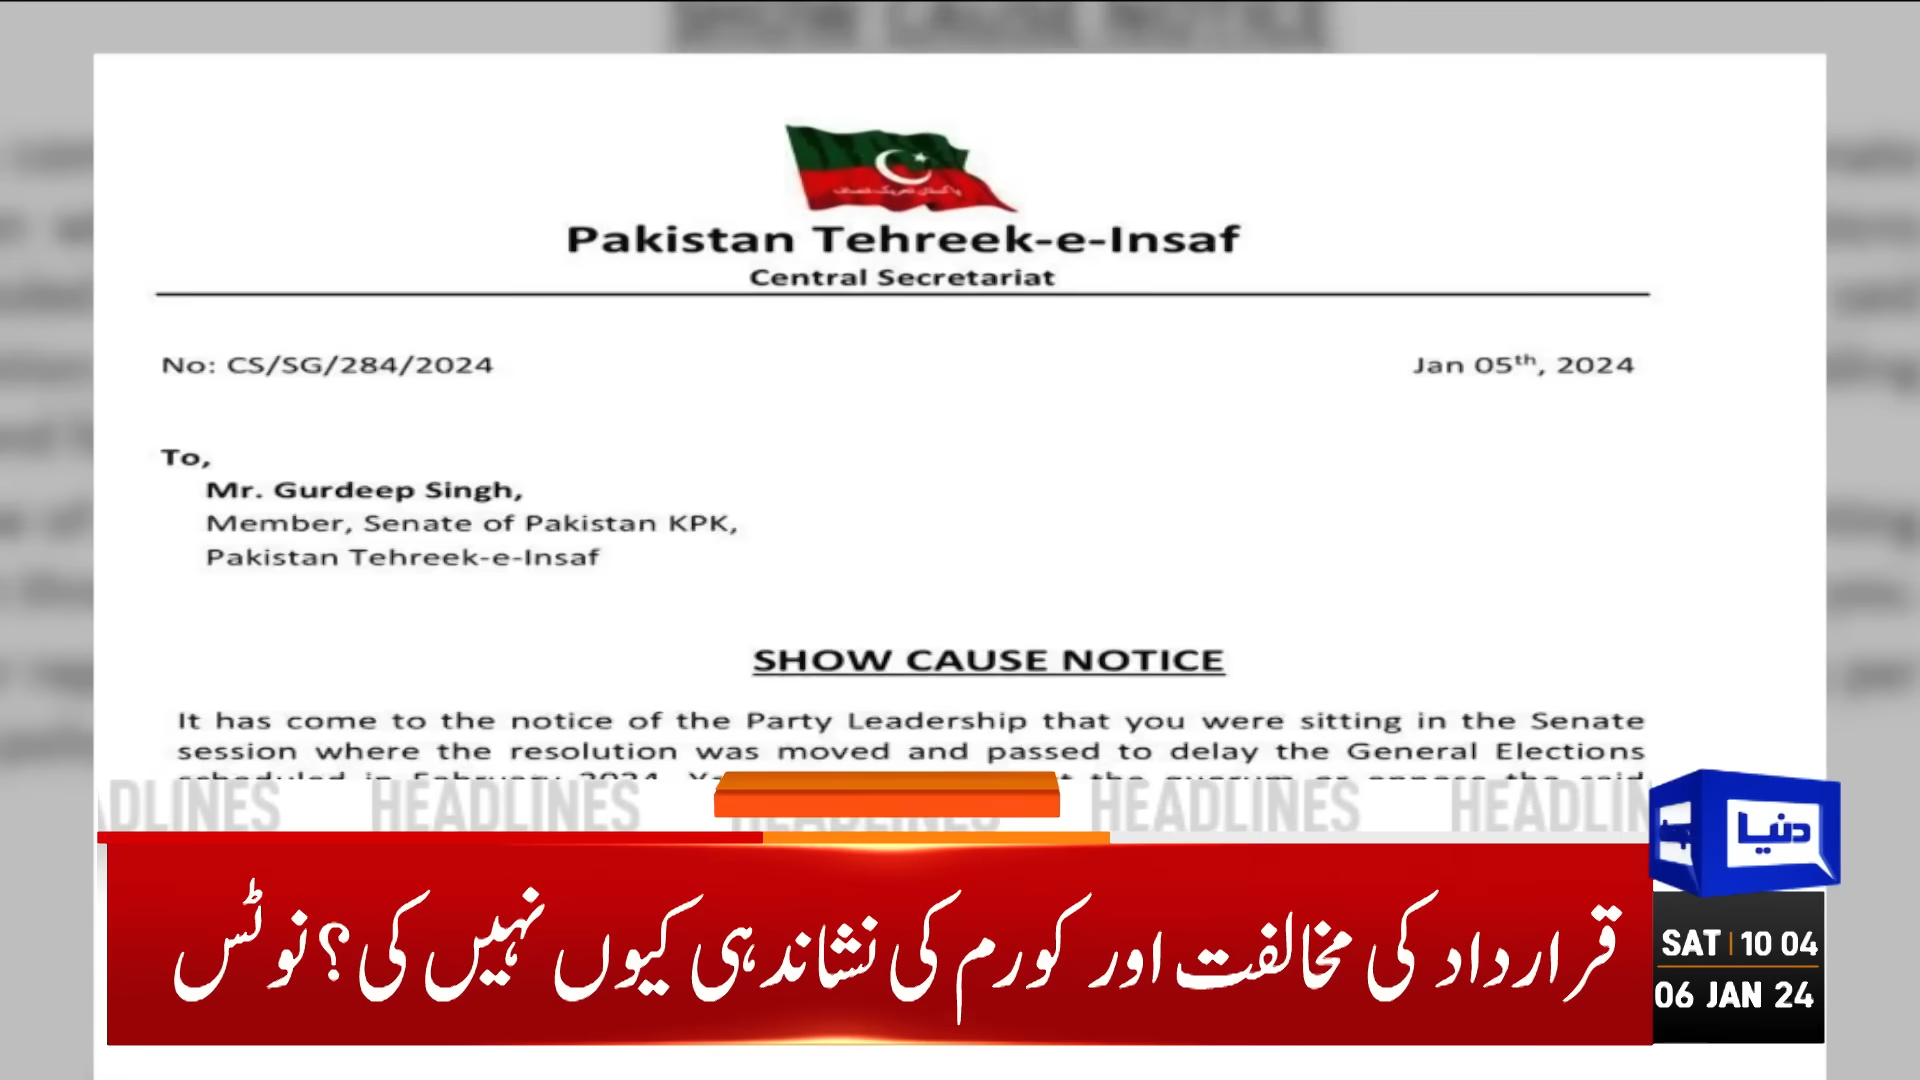 SHOW CAUSE NOTICE
Pakistan Tehreek-e-Insaf
Central Secretariat
No: CS/SG/284/2024
Jan 05th, 2024
To,
Mr. Gurdeep Singh,
Member, Senate of Pakistan KPK,
Pakistan Tehreek-e-Insaf
SHOW CAUSE NOTICE
It has come to the notice of the Party Leadership that you were sitting in the Senate
session where the resolution was moved and passed to delay the General Elections
HEADLINES
HEADLINES
دنیا
قرارداد کی مخالفت اور کورم کی نشاندہی کیوں نہیں کی؟ نوٹس
SAT | 10 04
06 JAN 24